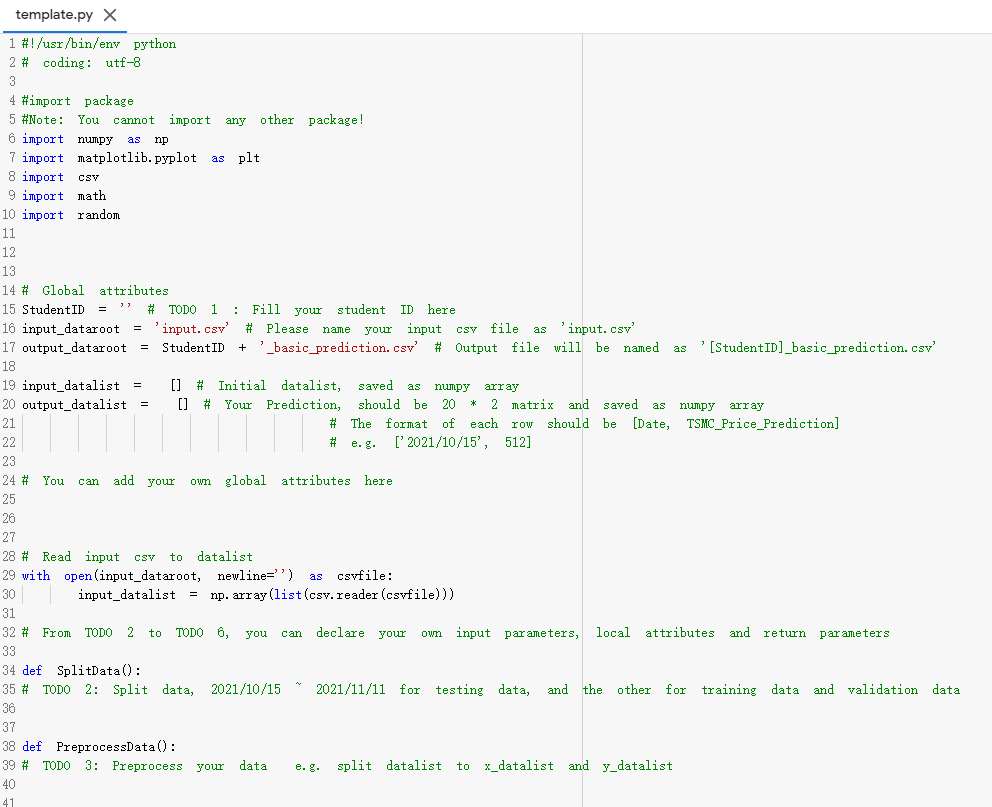 template.py
1 #!/usr/bin/env python
2 # coding: utf-8
3
4 #import package
5 #Note: You cannot import any other package!
6 import numpy as np
7 import matplotlib.pyplot as plt
8 import csv
9 import math
10 import random
11
12
13
14 # Global attributes
15 StudentID = '' # TODO 1 : Fill your student ID here
16 input_dataroot = 'input.csv' # Please name your input csv file as 'input.csv'
17 output_dataroot = StudentID + '_basic_prediction.csv' # Output file will be named as '[StudentID]_basic_prediction.csv'
18
19 input_datalist = [] # Initial datalist, saved as numpy array
20 output_datalist = [] # Your Prediction, should be 20 * 2 matrix and saved as numpy array
21 # The format of each row should be [Date, TSMC_Price_Prediction]
22 # e.g. ['2021/10/15', 512]
23
24 # You can add your own global attributes here
25
26
27
28 # Read input csv to datalist
29 with open(input_dataroot, newline='') as csvfile:
30 input_datalist = np.array(list(csv.reader(csvfile)))
31
32 # From TODO 2 to TODO 6, you can declare your own input parameters, local attributes and return parameters
33
34 def SplitData():
35 # TODO 2: Split data, 2021/10/15 ~ 2021/11/11 for testing data, and the other for training data and validation data
36
37
38 def PreprocessData():
39 # TODO 3: Preprocess your data e.g. split datalist to x_datalist and y_datalist
40
41